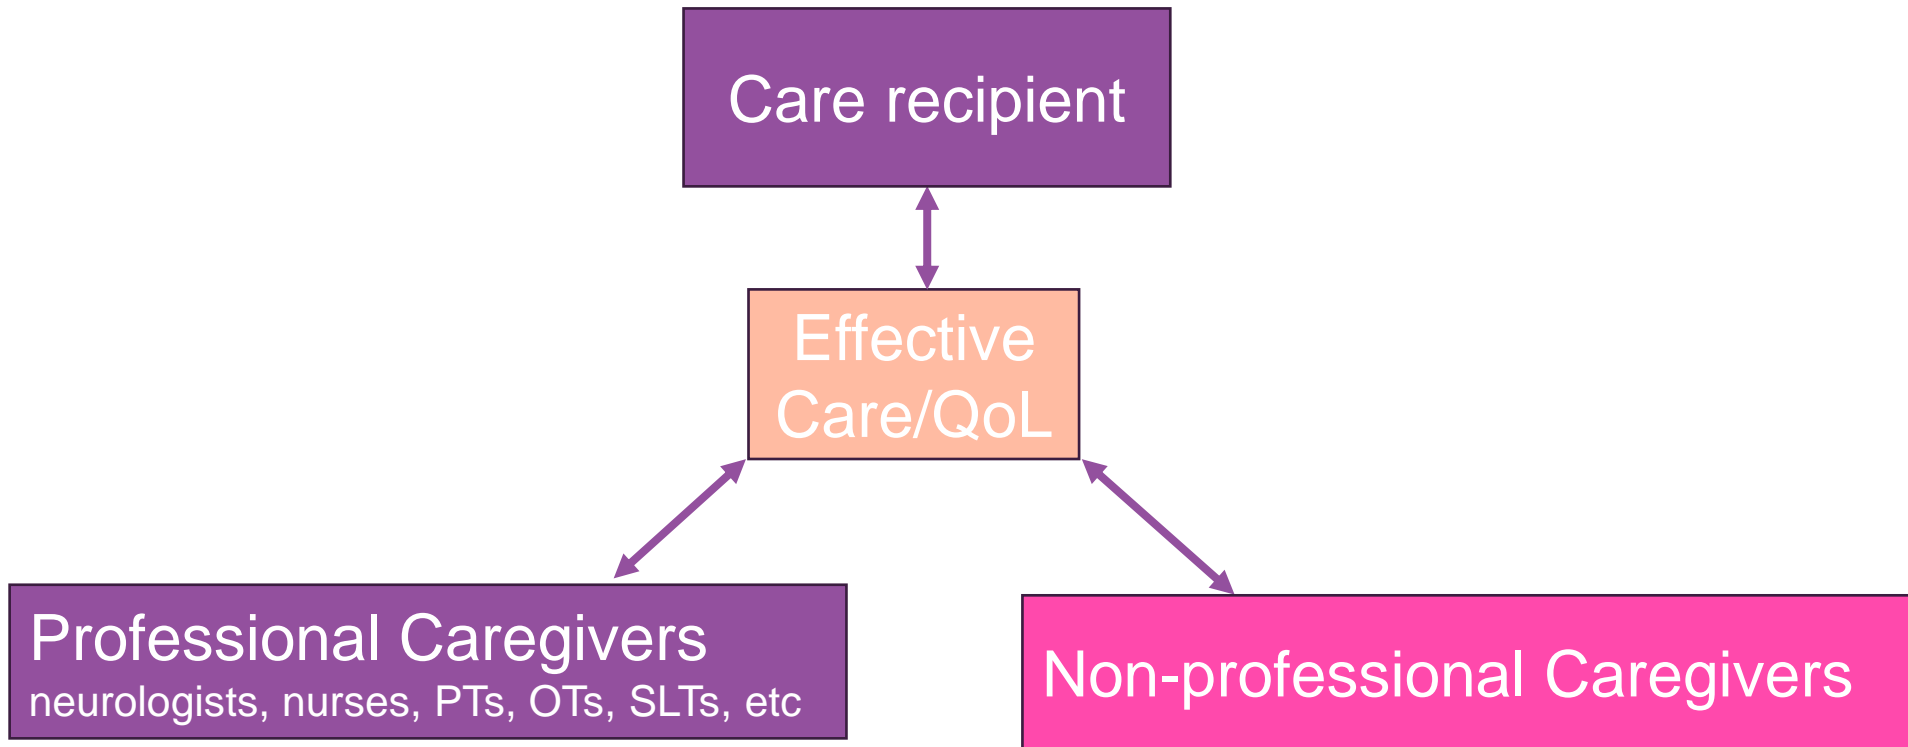 Care recipient
Effective
Care/QoL
Professional Caregivers
neurologists, nurses, PTs, OTs, SLTs, etc
Non-professional Caregivers